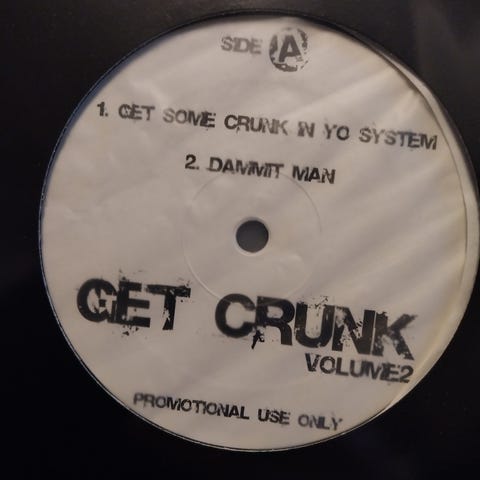 SIDE A
1. GET SOME CRUNK IN YO SYSTEM
2. DAMMIT MAN
GET CRUNK
VOLUME2
PROMOTIONAL USE ONLY